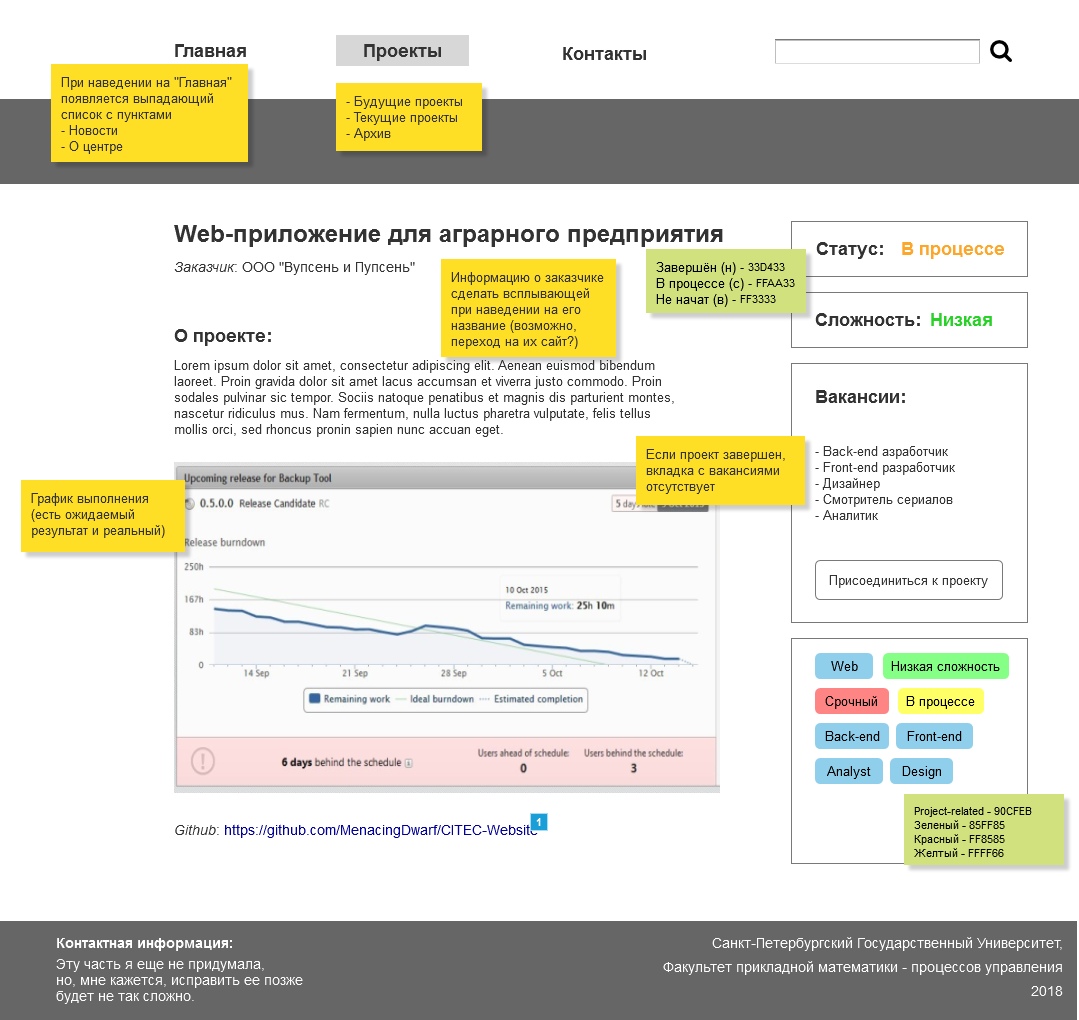 Главная
Проекты
Контакты
При наведении на "Главная"
появляется выпадающий
список с пунктами
- Новости
- О центре
- Будущие проекты
- Текущие проекты
- Архив
Web-приложение для аграрного предприятия
Заказчик: ООО "Вупсень и Пупсень"
Информацию о заказчике
сделать всплывающей
при наведении на его
название (возможно,
переход на их сайт?)
Завершён (н) - 33D433
В процессе (с) - FFAA33
Не начат (в) - FF3333
Статус: В процессе
Сложность: Низкая
О проекте:
Lorem ipsum dolor sit amet, consectetur adipiscing elit. Aenean euismod bibendum
laoreet. Proin gravida dolor sit amet lacus accumsan et viverra justo commodo. Proin
sodales pulvinar sic tempor. Sociis natoque penatibus et magnis dis parturient montes,
nascetur ridiculus mus. Nam fermentum, nulla luctus pharetra vulputate, felis tellus
mollis orci, sed rhoncus pronin sapien nunc accuan eget.
Вакансии:
- Back-end азработчик
- Front-end разработчик
- Дизайнер
- Смотритель сериалов
- Аналитик
Присоединиться к проекту
Если проект завершен,
вкладка с вакансиями
отсутствует
График выполнения
(есть ожидаемый
результат и реальный)
Upcoming release for Backup Tool
0.5.0.0 Release Candidate RC
5 days
Release burndown
250h
167h
83h
0
10 Oct 2015
Remaining work: 25h 10m
14 Sep
21 Sep
28 Sep
5 Oct
12 Oct
Remaining work
Ideal burndown
Estimated completion
6 days behind the schedule
Users ahead of schedule:
0
Users behind the schedule:
3
Web
Низкая сложность
Срочный
В процессе
Back-end
Front-end
Analyst
Design
Project-related - 90CFEB
Зеленый - 85FF85
Красный - FF8585
Желтый - FFFF66
Github: https://github.com/MenacingDwarf/CITEC-Website
1
Контактная информация:
Эту часть я еще не придумала,
но, мне кажется, исправить ее позже
будет не так сложно.
Санкт-Петербургский Государственный Университет,
Факультет прикладной математики - процессов управления
2018